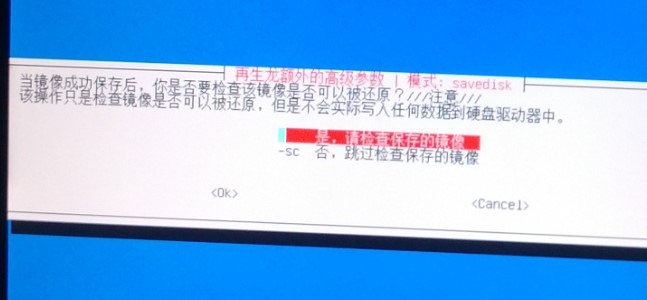 再生龙额外的高级参数 | 模式: savedisk
当镜像成功保存后，你是否要检查该镜像是否可以被还原？///注意///
该操作只是检查镜像是否可以被还原，但是不会实际写入任何数据到硬盘驱动器中。
是，请检查保存的镜像
-sc 否，跳过检查保存的镜像
<Ok> <Cancel>